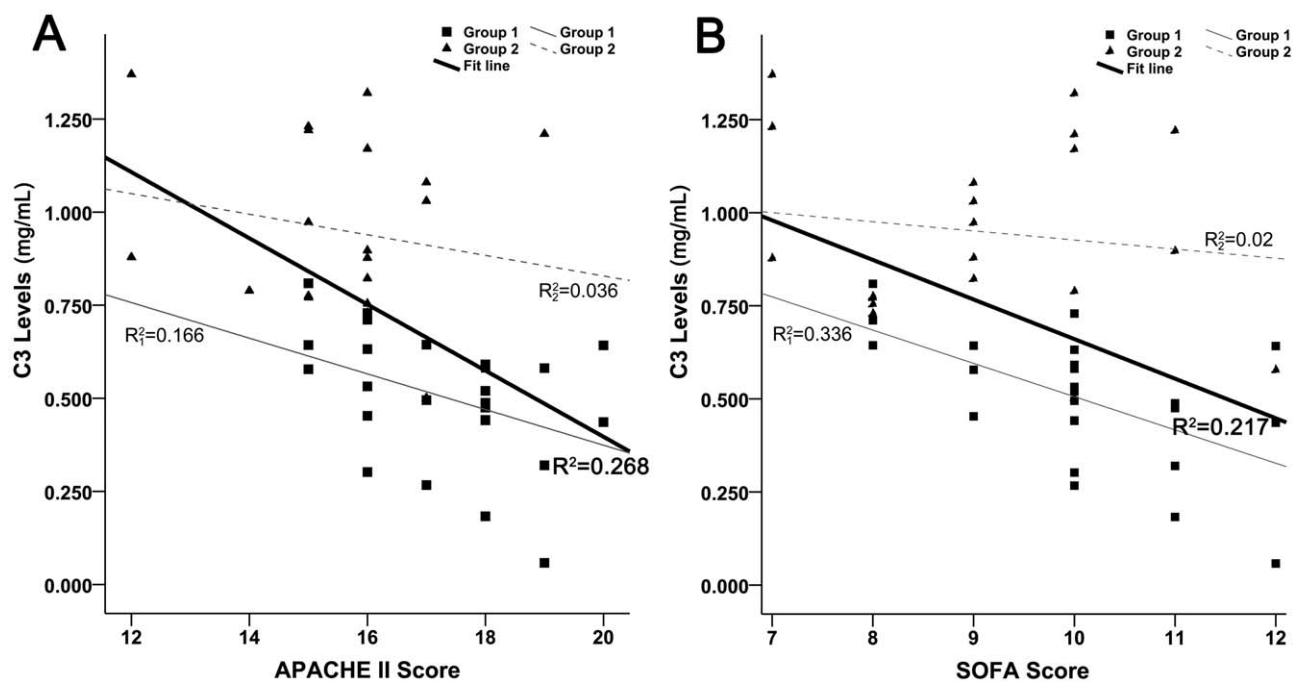 A
Group 1 Group 1
Group 2 Group 2
Fit line
C3 Levels (mg/mL)
1.250
1.000
0.750
0.500
0.250
0.000
R²₂=0.036
R²₁=0.166
R²=0.268
12 14 16 18 20
APACHE II Score
B
Group 1 Group 1
Group 2 Group 2
Fit line
C3 Levels (mg/mL)
1.250
1.000
0.750
0.500
0.250
0.000
R²₂=0.02
R²₁=0.336
R²=0.217
7 8 9 10 11 12
SOFA Score